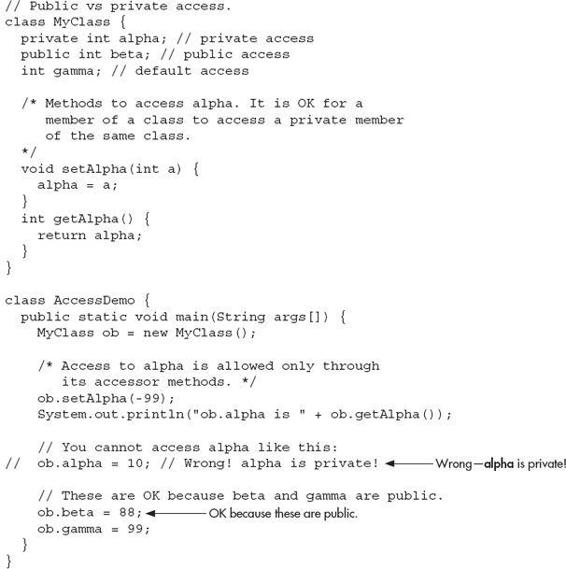 // Public vs private access.
class MyClass {
  private int alpha; // private access
  public int beta; // public access
  int gamma; // default access

  /* Methods to access alpha. It is OK for a
     member of a class to access a private member
     of the same class.
  */
  void setAlpha(int a) {
    alpha = a;
  }
  int getAlpha() {
    return alpha;
  }
}

class AccessDemo {
  public static void main(String args[]) {
    MyClass ob = new MyClass();

    /* Access to alpha is allowed only through
       its accessor methods. */
    ob.setAlpha(-99);
    System.out.println("ob.alpha is " + ob.getAlpha());

    // You cannot access alpha like this:
//  ob.alpha = 10; // Wrong! alpha is private! Wrong—alpha is private!

    // These are OK because beta and gamma are public.
    ob.beta = 88; OK because these are public.
    ob.gamma = 99;
  }
}